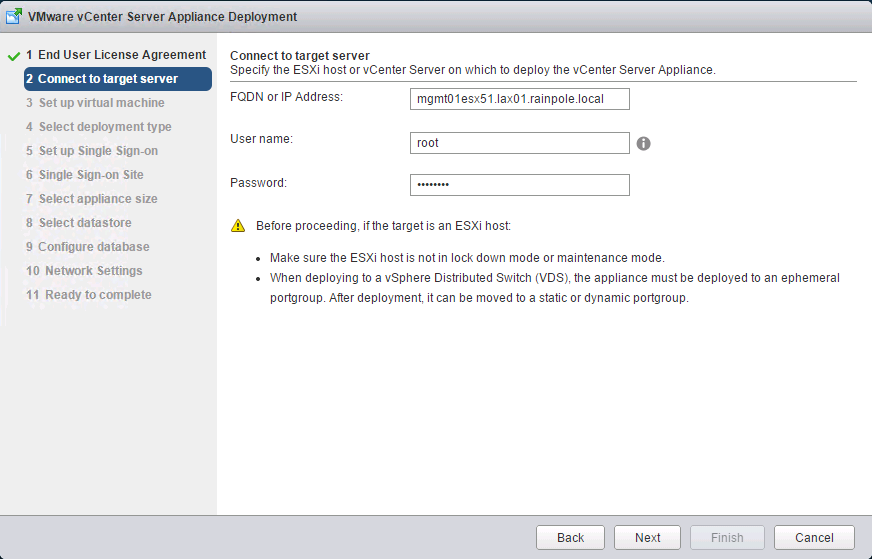 VMware vCenter Server Appliance Deployment
1 End User License Agreement
2 Connect to target server
3 Set up virtual machine
4 Select deployment type
5 Set up Single Sign-on
6 Single Sign-on Site
7 Select appliance size
8 Select datastore
9 Configure database
10 Network Settings
11 Ready to complete
Connect to target server
Specify the ESXi host or vCenter Server on which to deploy the vCenter Server Appliance.
FQDN or IP Address: mgmt01esx51.lax01.rainpole.local
User name: root
Password: ••••••••
Before proceeding, if the target is an ESXi host:
• Make sure the ESXi host is not in lock down mode or maintenance mode.
• When deploying to a vSphere Distributed Switch (VDS), the appliance must be deployed to an ephemeral
portgroup. After deployment, it can be moved to a static or dynamic portgroup.
Back Next Finish Cancel